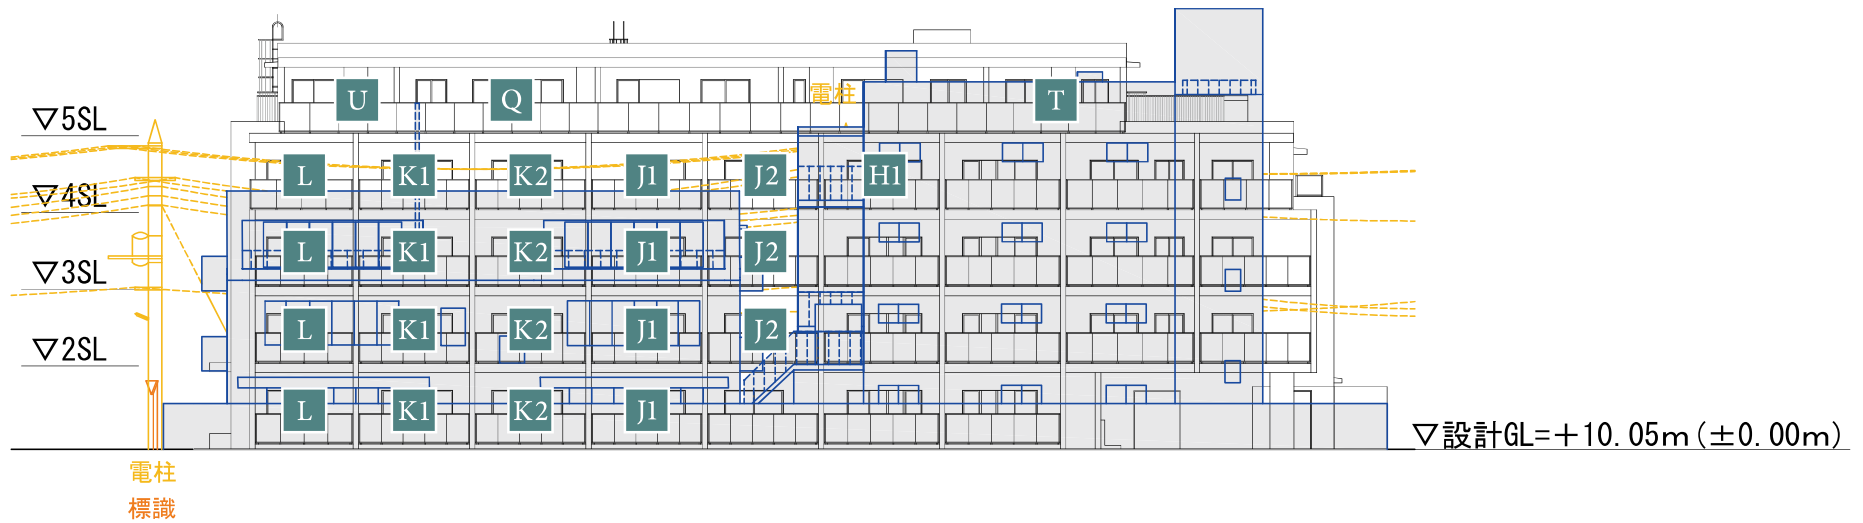 U Q 電柱 T
▽5SL
L K1 K2 J1 J2 H1
▽4SL
L K1 K2 J1 J2
▽3SL
L K1 K2 J1 J2
▽2SL
L K1 K2 J1
▽設計GL=+10.05m(±0.00m)
電柱
標識